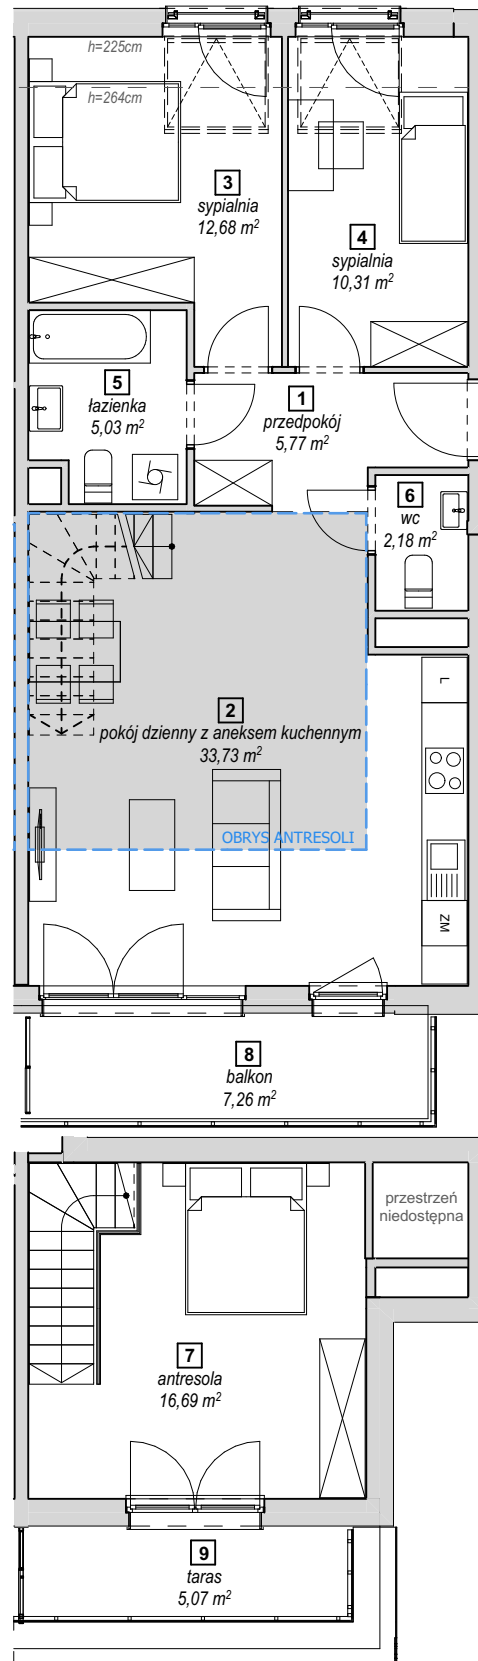 h=225cm
h=264cm
3
sypialnia
12,68 m²
4
sypialnia
10,31 m²
5
łazienka
5,03 m²
1
przedpokój
5,77 m²
6
wc
2,18 m²
L
2
pokój dzienny z aneksem kuchennym
33,73 m²
OBRYS ANTRESOLI
ZM
8
balkon
7,26 m²
przestrzeń
niedostępna
7
antresola
16,69 m²
9
taras
5,07 m²